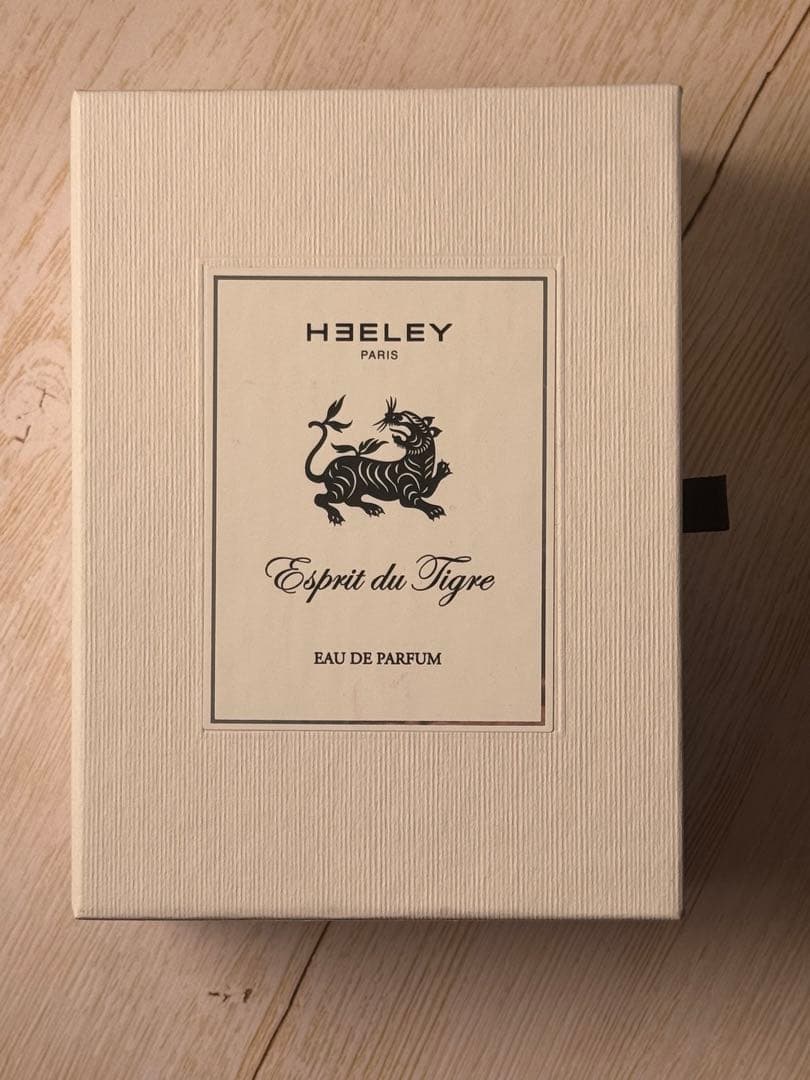 HEELEY
PARIS
Esprit du Tigre
EAU DE PARFUM